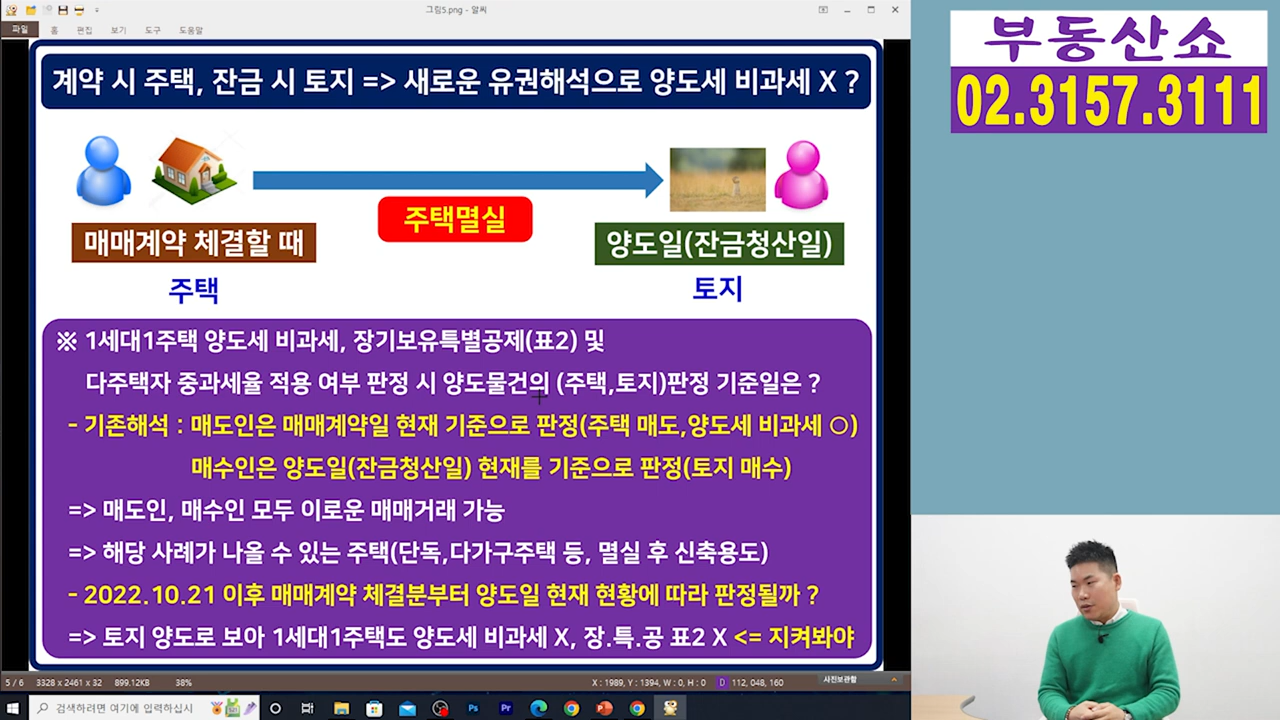 그림5.png - 알씨
파일 홈 편집 보기 도구 도움말
부동산쇼
02.3157.3111
계약 시 주택, 잔금 시 토지 => 새로운 유권해석으로 양도세 비과세 X ?
주택멸실
매매계약 체결할 때
양도일(잔금청산일)
주택
토지
※ 1세대1주택 양도세 비과세, 장기보유특별공제(표2) 및
다주택자 중과세율 적용 여부 판정 시 양도물건의 (주택,토지)판정 기준일은 ?
- 기존해석 : 매도인은 매매계약일 현재 기준으로 판정(주택 매도,양도세 비과세 ○)
매수인은 양도일(잔금청산일) 현재를 기준으로 판정(토지 매수)
=> 매도인, 매수인 모두 이로운 매매거래 가능
=> 해당 사례가 나올 수 있는 주택(단독,다가구주택 등, 멸실 후 신축용도)
- 2022.10.21 이후 매매계약 체결분부터 양도일 현재 현황에 따라 판정될까 ?
=> 토지 양도로 보아 1세대1주택도 양도세 비과세 X, 장.특.공 표2 X <= 지켜봐야
5 / 6 3328 x 2461 x 32 899.12KB 38% X : 1989, Y : 1394, W : 0, H : 0 D 112, 048, 160 사진보관함
검색하려면 여기에 입력하십시
Ps Pr